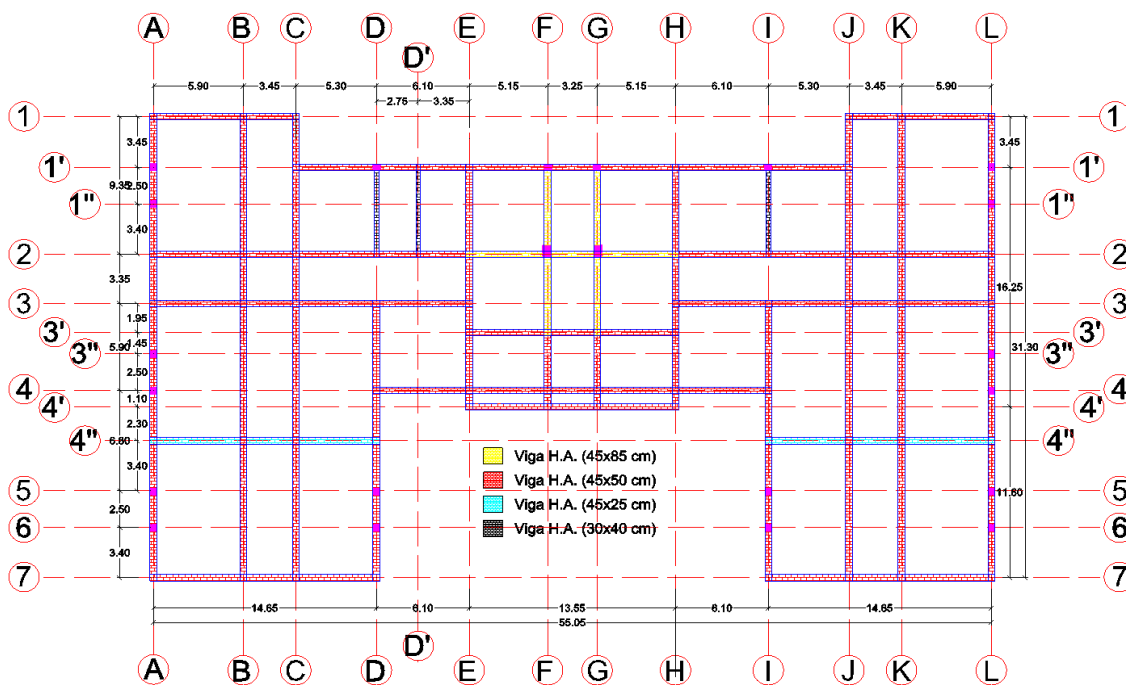 A B C D E F G H I J K L
D'
5.90 3.45 5.30 6.10 5.15 3.25 5.15 6.10 5.30 3.45 5.90
2.75 3.35
1 1
3.45 3.45
1' 1'
9.35 2.50
1" 1"
3.40
2 2
3.35 16.25
3 3
1.95
3' 3'
5.90 1.45
3" 3"
31.30
2.50
4 4
1.10
4' 4'
2.30
4" 4"
Viga H.A. (45x85 cm)
3.40
Viga H.A. (45x50 cm)
5 5
11.60
Viga H.A. (45x25 cm)
2.50
6 6
Viga H.A. (30x40 cm)
3.40
7 7
14.65 6.10 13.55 6.10 14.65
55.05
D'
A B C D E F G H I J K L